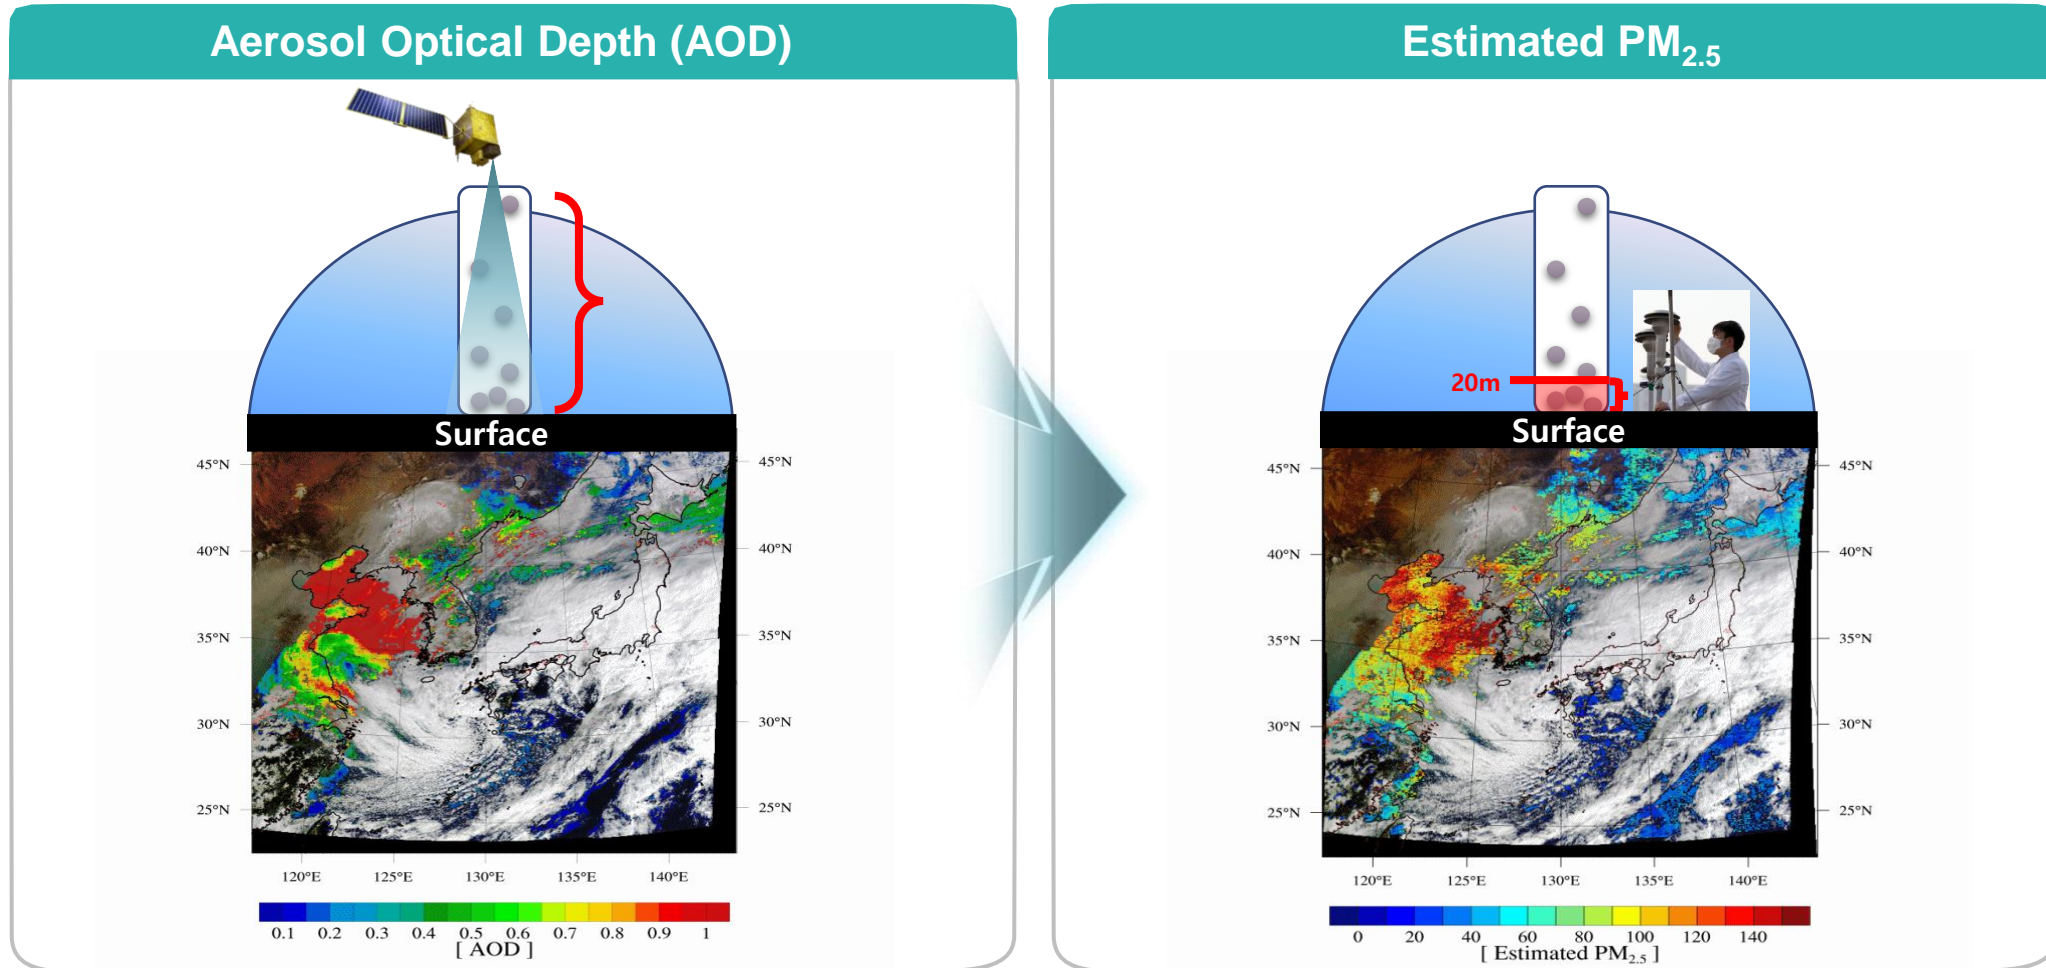 Aerosol Optical Depth (AOD)
Surface
45°N 45°N
40°N 40°N
35°N 35°N
30°N 30°N
25°N 25°N
120°E 125°E 130°E 135°E 140°E
0.1 0.2 0.3 0.4 0.5 0.6 0.7 0.8 0.9 1
[ AOD ]
Estimated PM2.5
20m
Surface
45°N 45°N
40°N 40°N
35°N 35°N
30°N 30°N
25°N 25°N
120°E 125°E 130°E 135°E 140°E
0 20 40 60 80 100 120 140
[ Estimated PM2.5 ]